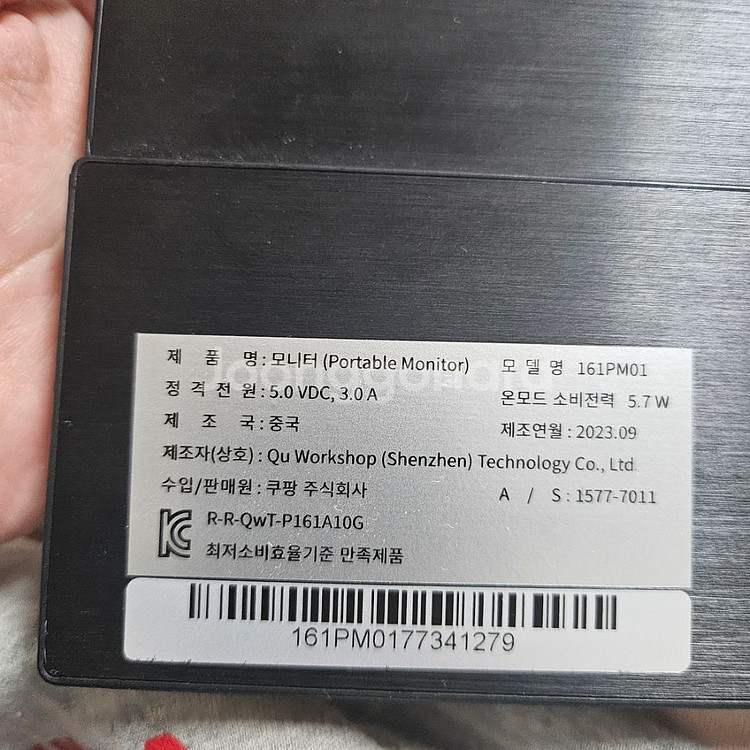 제 품 명 : 모니터 (Portable Monitor) 모 델 명 161PM01
정 격 전 원 : 5.0 VDC, 3.0 A 온모드 소비전력 5.7 W
제 조 국 : 중국 제조연월 : 2023.09
제조자(상호) : Qu Workshop (Shenzhen) Technology Co., Ltd
수입/판매원 : 쿠팡 주식회사 A / S : 1577-7011
R-R-QwT-P161A10G
최저소비효율기준 만족제품
161PM0177341279